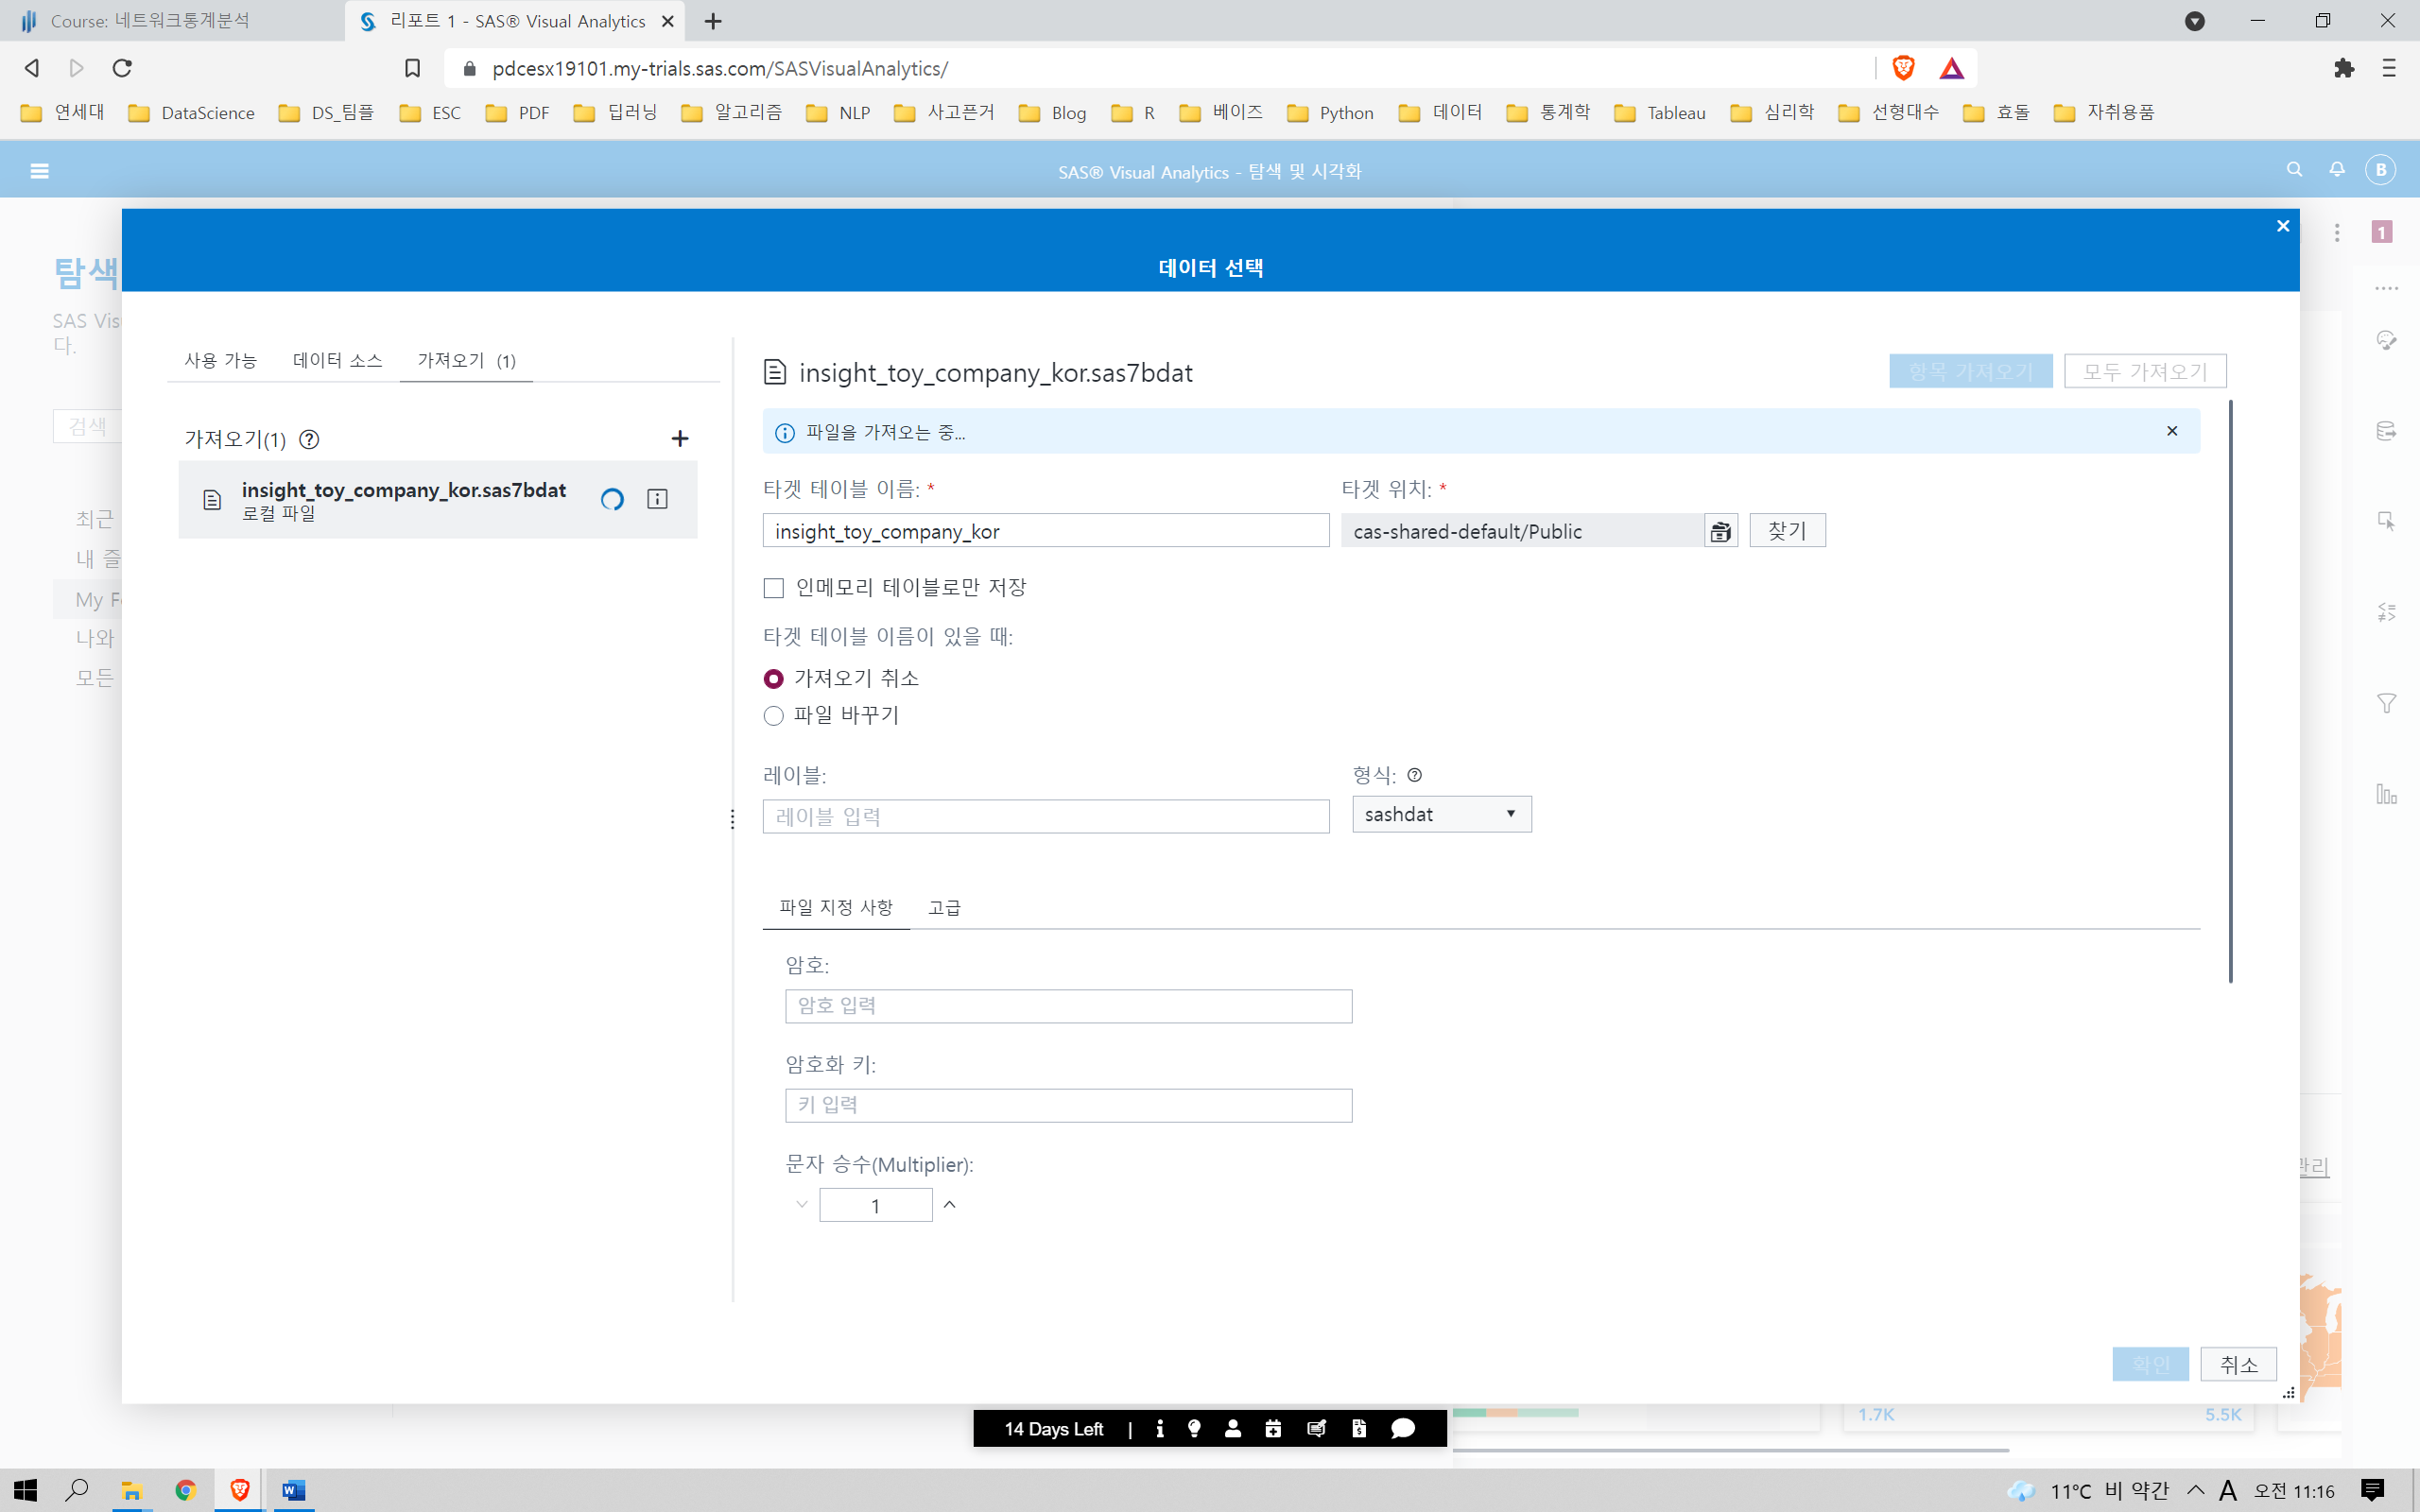 Course: 네트워크통계분석
리포트 1 - SAS® Visual Analytics
pdcesx19101.my-trials.sas.com/SASVisualAnalytics/
연세대 DataScience DS_팀플 ESC PDF 딥러닝 알고리즘 NLP 사고픈거 Blog R 베이즈 Python 데이터 통계학 Tableau 심리학 선형대수 효돌 자취용품
SAS® Visual Analytics - 탐색 및 시각화
B
1
데이터 선택
탐색
SAS Vis
다.
검색
최근
내 즐
My F
나와
모든
사용 가능 데이터 소스 가져오기 (1)
가져오기(1)
insight_toy_company_kor.sas7bdat
로컬 파일
insight_toy_company_kor.sas7bdat
항목 가져오기 모두 가져오기
파일을 가져오는 중...
타겟 테이블 이름: * 타겟 위치: *
insight_toy_company_kor cas-shared-default/Public 찾기
인메모리 테이블로만 저장
타겟 테이블 이름이 있을 때:
가져오기 취소
파일 바꾸기
레이블: 형식:
레이블 입력 sashdat
파일 지정 사항 고급
암호:
암호 입력
암호화 키:
키 입력
문자 승수(Multiplier):
1
관리
확인 취소
1.7K 5.5K
14 Days Left |
11°C 비 약간 A 오전 11:16